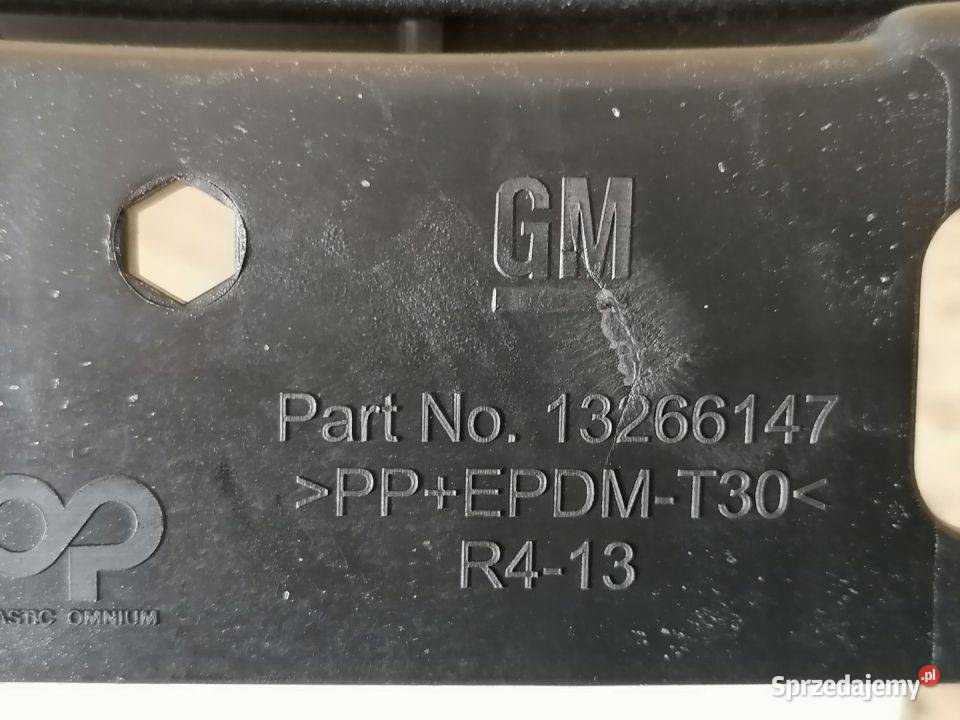 GM
Part No. 13266147
>PP+EPDM-T30<
R4-13
OMNIUM
Sprzedajemy.pl